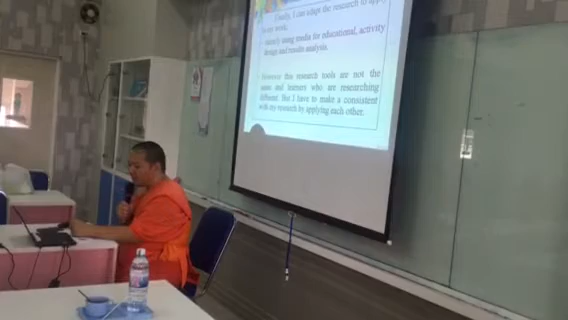 Finally, I can adapt the research to apply
in my work,
- namely using media for educational, activity
design and results analysis.
- However this research tools are not the
same and learners who are researching
different. But I have to make a consistent
with my research by applying each other.